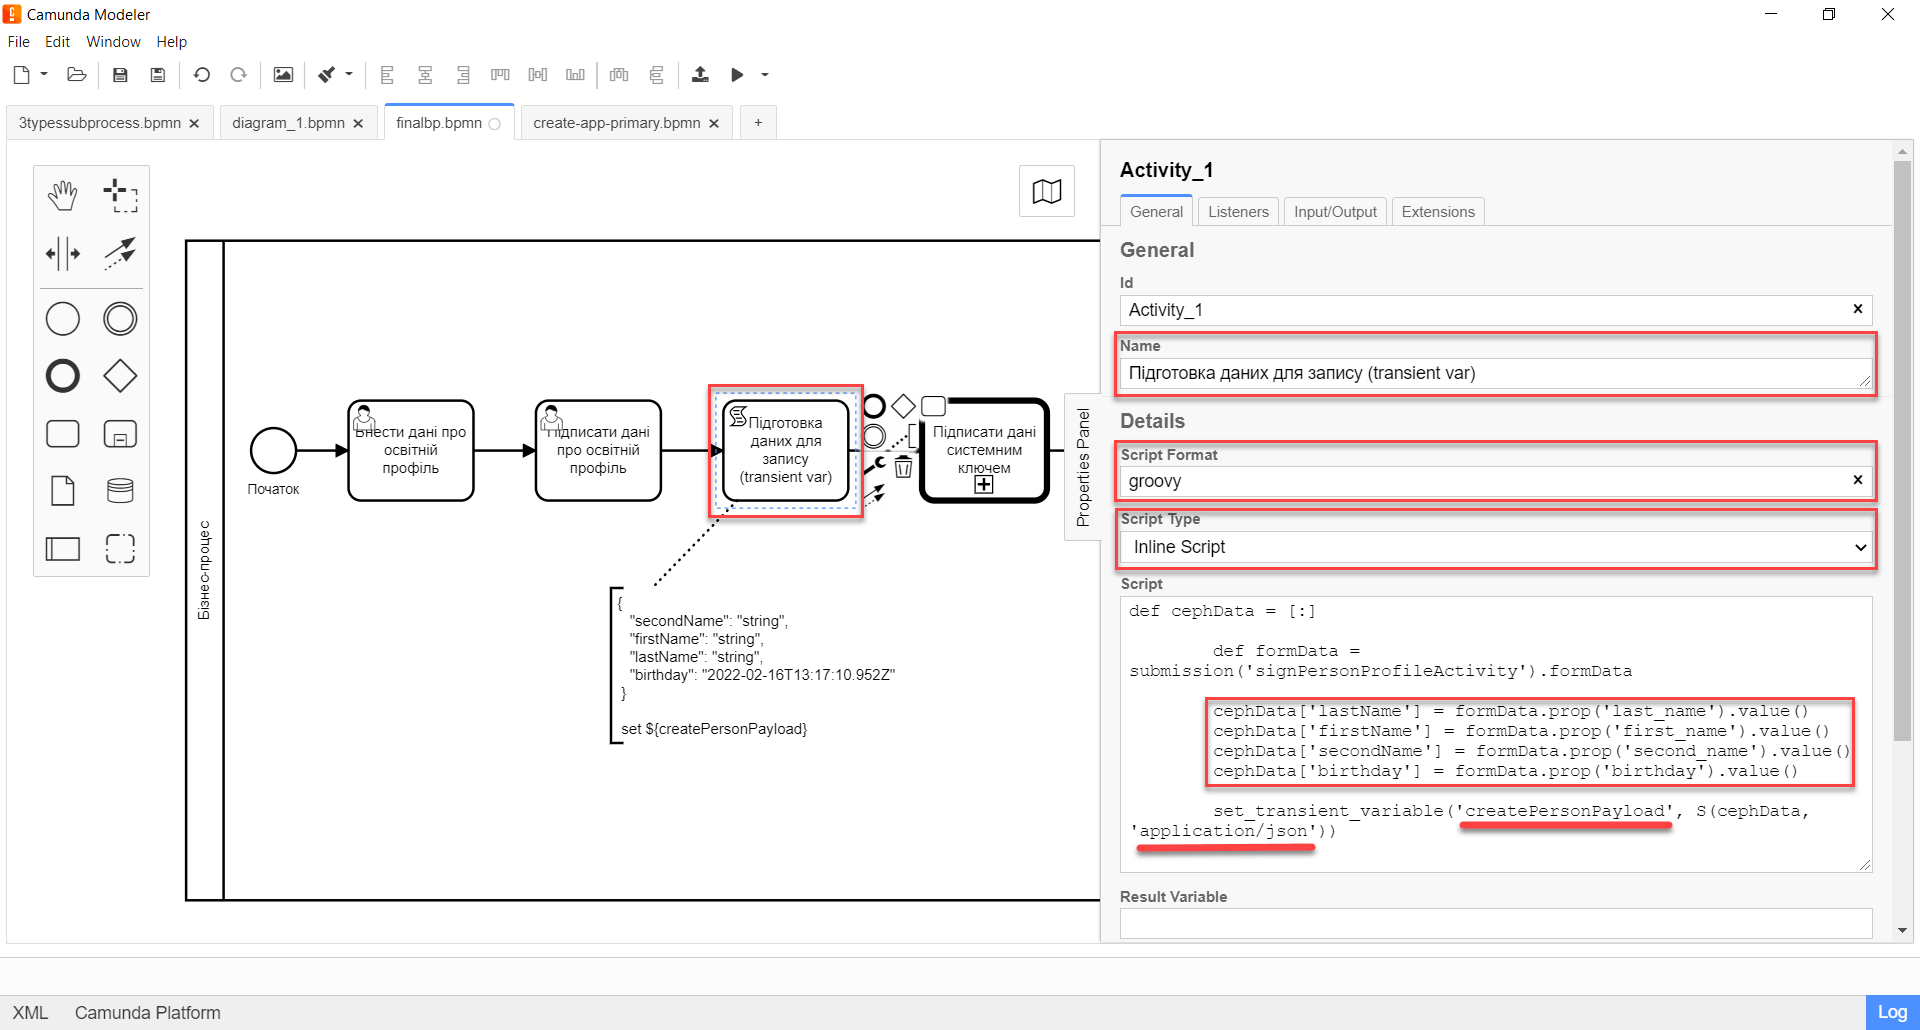 Camunda Modeler
File Edit Window Help
3typessubprocess.bpmn
diagram_1.bpmn
finalbp.bpmn
create-app-primary.bpmn
+
Бізнес-процес
Початок
Внести дані про
освітній
профіль
Підписати дані
про освітній
профіль
Підготовка
даних для
запису
(transient var)
Підписати дані
системним
ключем
{
"secondName": "string",
"firstName": "string",
"lastName": "string",
"birthday": "2022-02-16T13:17:10.952Z"
}
set ${createPersonPayload}
Properties Panel
Activity_1
General Listeners Input/Output Extensions
General
Id
Activity_1
Name
Підготовка даних для запису (transient var)
Details
Script Format
groovy
Script Type
Inline Script
Script
def cephData = [:]
def formData =
submission('signPersonProfileActivity').formData
cephData['lastName'] = formData.prop('last_name').value()
cephData['firstName'] = formData.prop('first_name').value()
cephData['secondName'] = formData.prop('second_name').value()
cephData['birthday'] = formData.prop('birthday').value()
set_transient_variable('createPersonPayload', S(cephData,
'application/json'))
Result Variable
XML Camunda Platform
Log